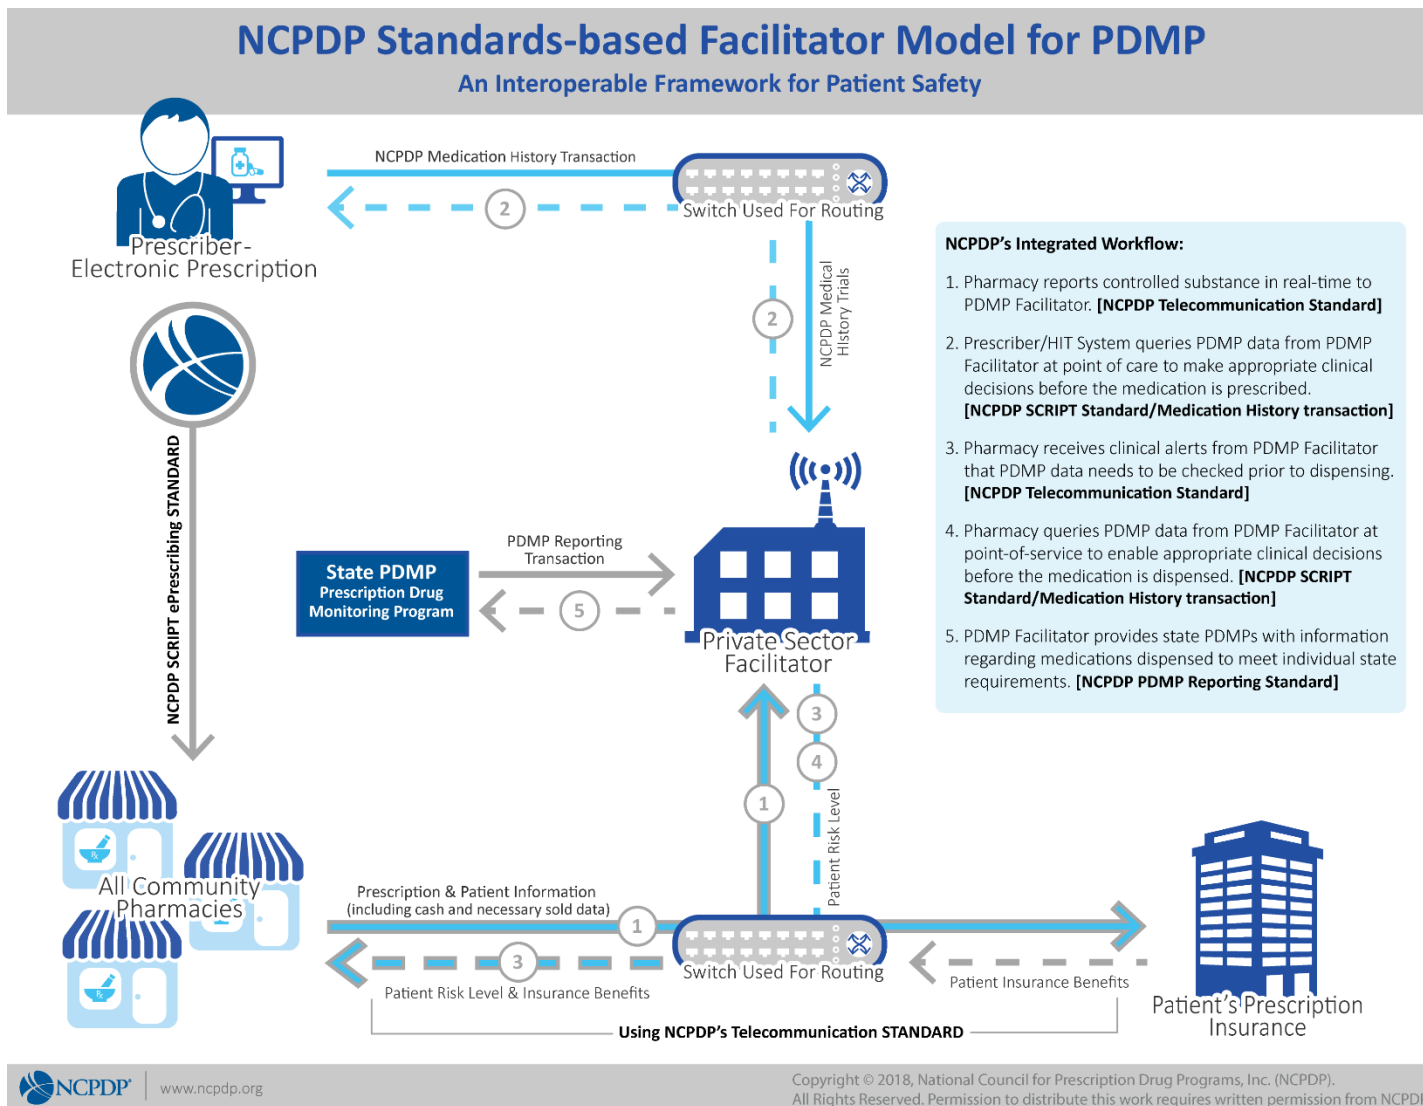 NCPDP Standards-based Facilitator Model for PDMP
An Interoperable Framework for Patient Safety
NCPDP Medication History Transaction
2
Switch Used For Routing
Prescriber-
Electronic Prescription
2
NCPDP Medical
HIstory Trials
NCPDP SCRIPT ePrescribing STANDARD
NCPDP's Integrated Workflow:
1. Pharmacy reports controlled substance in real-time to
PDMP Facilitator. [NCPDP Telecommunication Standard]
2. Prescriber/HIT System queries PDMP data from PDMP
Facilitator at point of care to make appropriate clinical
decisions before the medication is prescribed.
[NCPDP SCRIPT Standard/Medication History transaction]
3. Pharmacy receives clinical alerts from PDMP Facilitator
that PDMP data needs to be checked prior to dispensing.
[NCPDP Telecommunication Standard]
4. Pharmacy queries PDMP data from PDMP Facilitator at
point-of-service to enable appropriate clinical decisions
before the medication is dispensed. [NCPDP SCRIPT
Standard/Medication History transaction]
5. PDMP Facilitator provides state PDMPs with information
regarding medications dispensed to meet individual state
requirements. [NCPDP PDMP Reporting Standard]
PDMP Reporting
Transaction
5
State PDMP
Prescription Drug
Monitoring Program
Private Sector
Facilitator
3
4
1
Patient Risk Level
Rx
All Community
Pharmacies
Rx
Prescription & Patient Information
(including cash and necessary sold data)
1
3
Patient Risk Level & Insurance Benefits
Switch Used For Routing
Patient Insurance Benefits
Patient's Prescription
Insurance
Using NCPDP's Telecommunication STANDARD
NCPDP®
www.ncpdp.org
Copyright © 2018, National Council for Prescription Drug Programs, Inc. (NCPDP).
All Rights Reserved. Permission to distribute this work requires written permission from NCPD